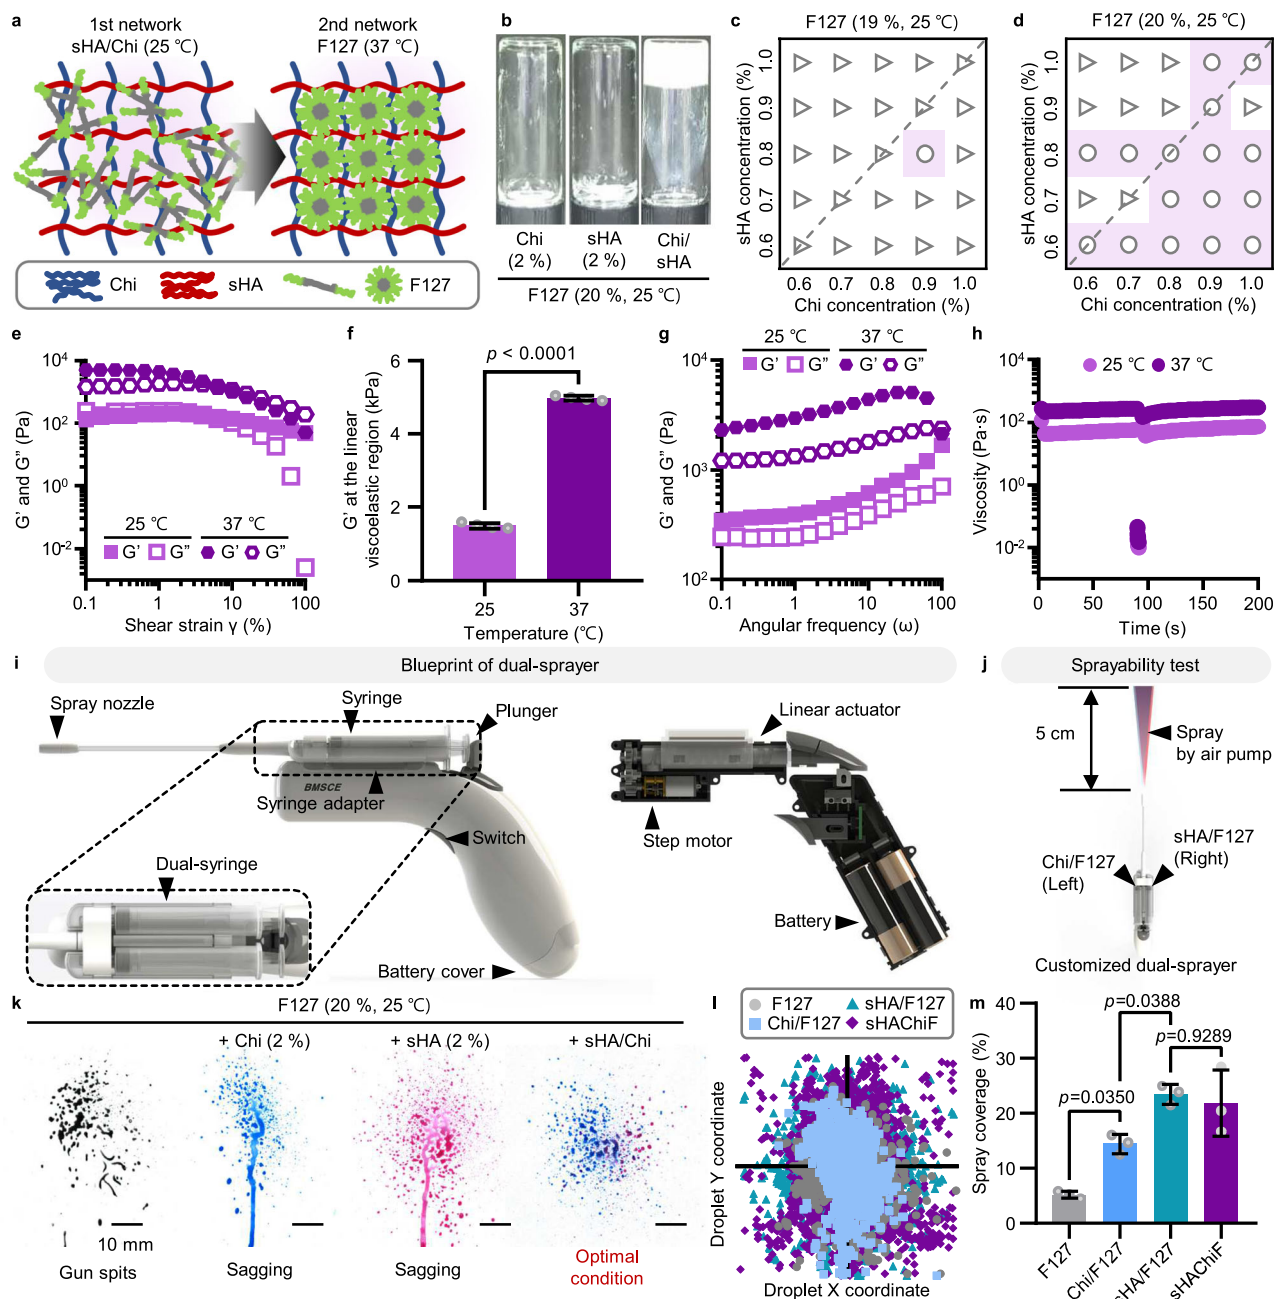 a
1st network
sHA/Chi (25 ℃)
2nd network
F127 (37 ℃)
Chi
sHA
F127
b
Chi
(2 %)
sHA
(2 %)
Chi/
sHA
F127 (20 %, 25 ℃)
c
F127 (19 %, 25 ℃)
sHA concentration (%)
1.0
0.9
0.8
0.7
0.6
0.6 0.7 0.8 0.9 1.0
Chi concentration (%)
d
F127 (20 %, 25 ℃)
sHA concentration (%)
1.0
0.9
0.8
0.7
0.6
0.6 0.7 0.8 0.9 1.0
Chi concentration (%)
e
G' and G" (Pa)
10⁴
10²
10⁰
10⁻²
25 ℃ 37 ℃
G' G" G' G"
0.1 1 10 100
Shear strain γ (%)
f
G' at the linear
viscoelastic region (kPa)
6
4
2
0
p < 0.0001
25 37
Temperature (℃)
g
25 ℃ 37 ℃
G' G" G' G"
G' and G" (Pa)
10⁴
10³
10²
0.1 1 10 100
Angular frequency (ω)
h
25 ℃ 37 ℃
Viscosity (Pa·s)
10⁴
10²
10⁰
10⁻²
0 50 100 150 200
Time (s)
i
Blueprint of dual-sprayer
Spray nozzle
Syringe
Plunger
Syringe adapter
BMSCE
Switch
Dual-syringe
Battery cover
Linear actuator
Step motor
Battery
j
Sprayability test
5 cm
Spray
by air pump
Chi/F127
(Left)
sHA/F127
(Right)
Customized dual-sprayer
k
F127 (20 %, 25 ℃)
+ Chi (2 %)
+ sHA (2 %)
+ sHA/Chi
10 mm
Gun spits
Sagging
Sagging
Optimal
condition
l
F127 sHA/F127
Chi/F127 sHAChiF
Droplet Y coordinate
Droplet X coordinate
m
Spray coverage (%)
40
30
20
10
0
p=0.0388
p=0.9289
p=0.0350
F127
Chi/F127
sHA/F127
sHAChiF